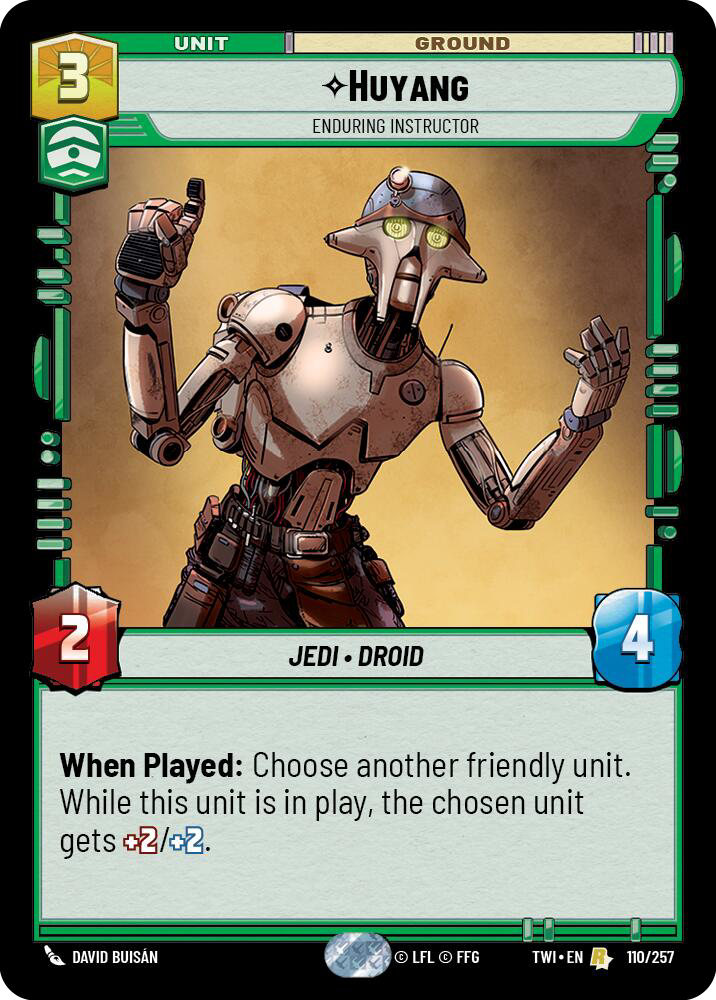 UNIT
GROUND
3
✧HUYANG
ENDURING INSTRUCTOR
2
JEDI • DROID
4
When Played: Choose another friendly unit.
While this unit is in play, the chosen unit
gets +2/+2.
DAVID BUISÁN
© LFL © FFG
TWI • EN R 110/257